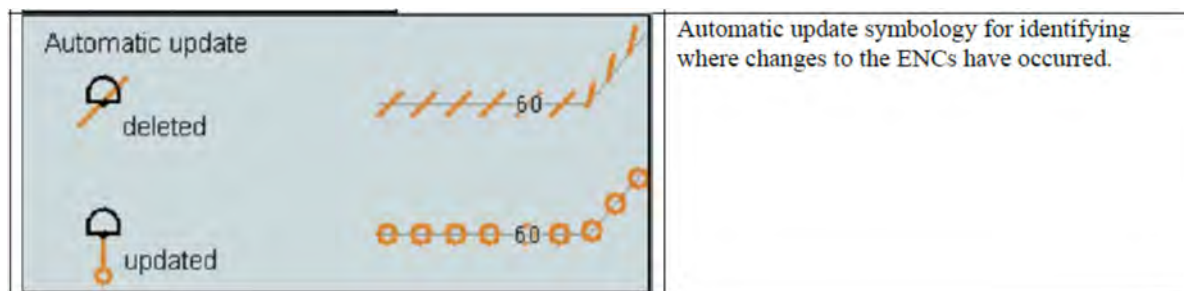 Automatic update
deleted
60
updated
60
Automatic update symbology for identifying
where changes to the ENCs have occurred.